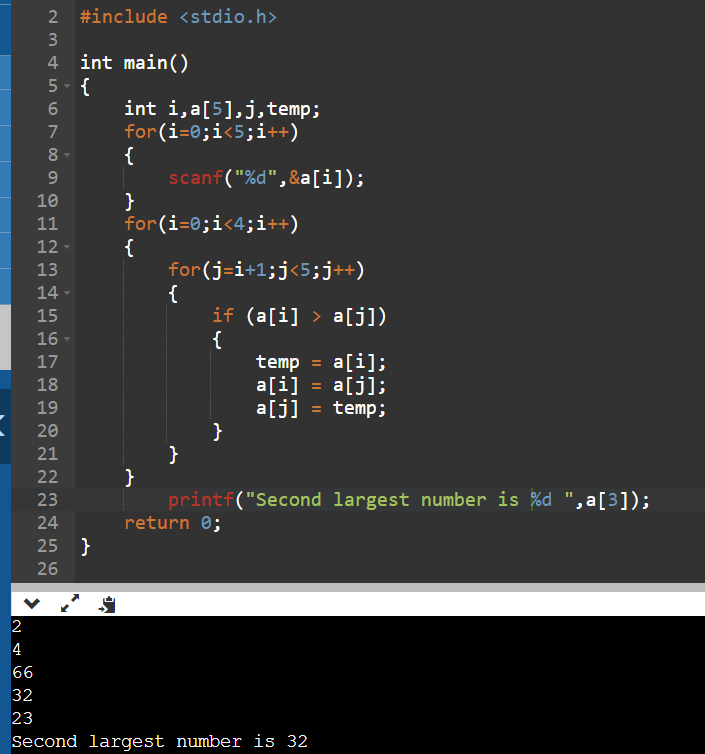 2 #include <stdio.h>
3
4 int main()
5 {
6     int i,a[5],j,temp;
7     for(i=0;i<5;i++)
8     {
9         scanf("%d",&a[i]);
10     }
11     for(i=0;i<4;i++)
12     {
13         for(j=i+1;j<5;j++)
14         {
15             if (a[i] > a[j])
16             {
17                 temp = a[i];
18                 a[i] = a[j];
19                 a[j] = temp;
20             }
21         }
22     }
23         printf("Second largest number is %d ",a[3]);
24     return 0;
25 }
26
2
4
66
32
23
Second largest number is 32